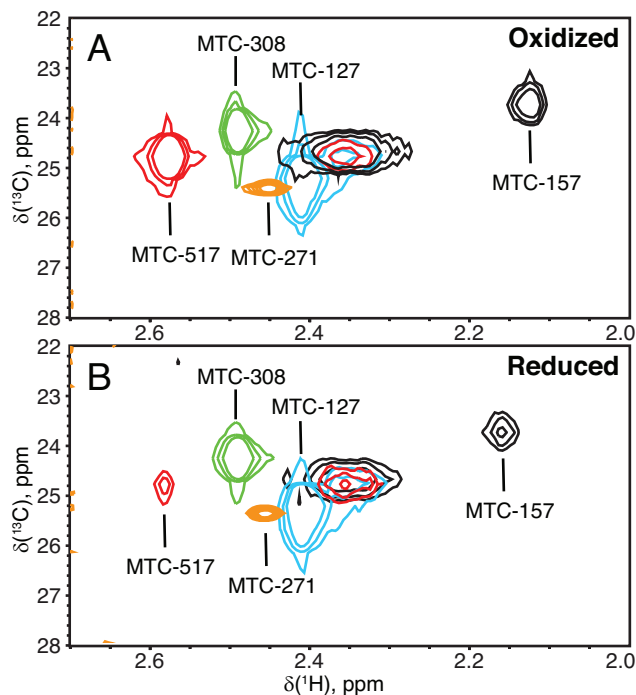 22
23
24
25
26
27
28
δ(¹³C), ppm
A
Oxidized
MTC-308
MTC-127
MTC-157
MTC-517
MTC-271
2.6
2.4
2.2
2.0
22
23
24
25
26
27
28
δ(¹³C), ppm
B
Reduced
MTC-308
MTC-127
MTC-157
MTC-517
MTC-271
2.6
2.4
2.2
2.0
δ(¹H), ppm